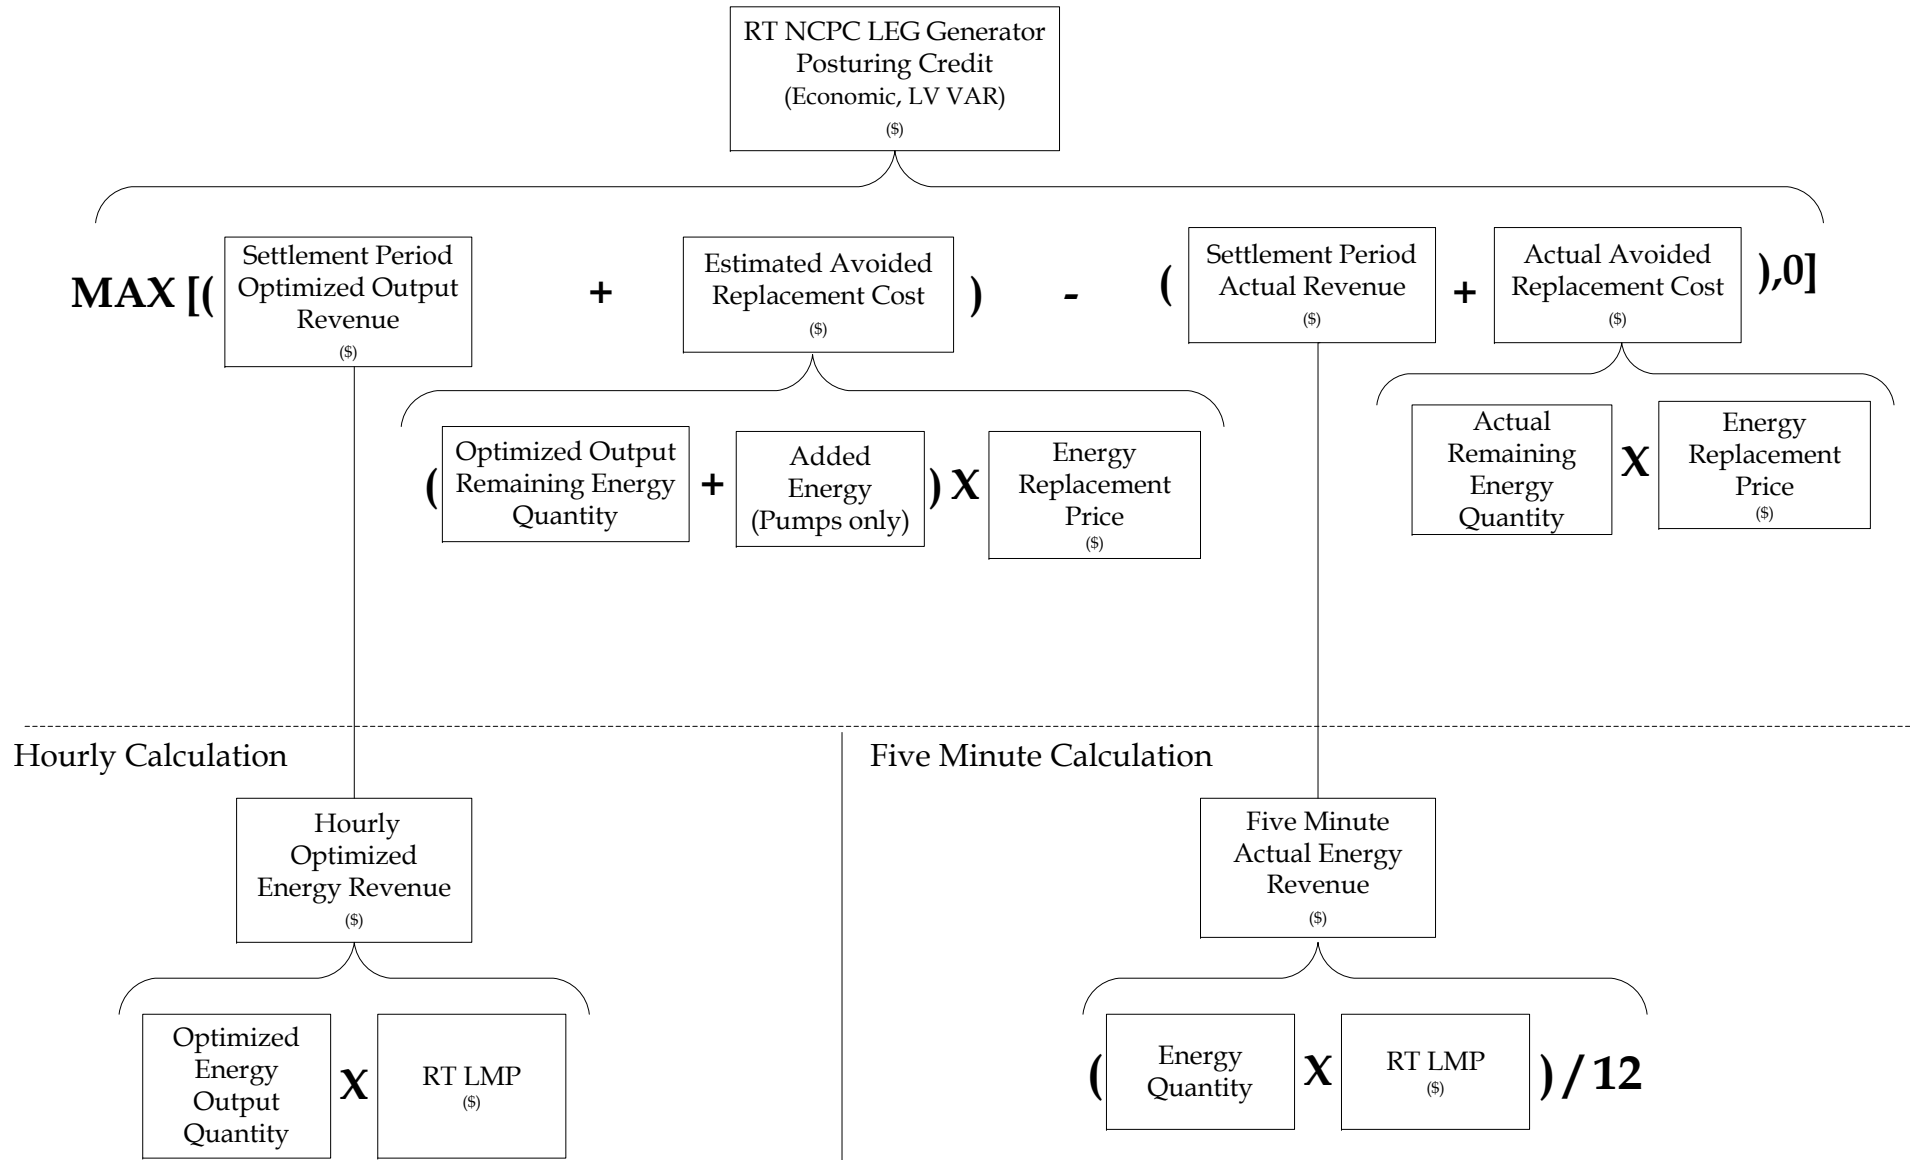 RT NCPC LEG Generator
Posturing Credit
(Economic, LV VAR)
($)
MAX [(
Settlement Period
Optimized Output
Revenue
($)
+
Estimated Avoided
Replacement Cost
($)
)
-
(
Settlement Period
Actual Revenue
($)
+
Actual Avoided
Replacement Cost
($)
),0]
(
Optimized Output
Remaining Energy
Quantity
+
Added
Energy
(Pumps only)
) X
Energy
Replacement
Price
($)
Actual
Remaining
Energy
Quantity
X
Energy
Replacement
Price
($)
Hourly Calculation
Hourly
Optimized
Energy Revenue
($)
Optimized
Energy
Output
Quantity
X
RT LMP
($)
Five Minute Calculation
Five Minute
Actual Energy
Revenue
($)
(
Energy
Quantity
X
RT LMP
($)
) / 12